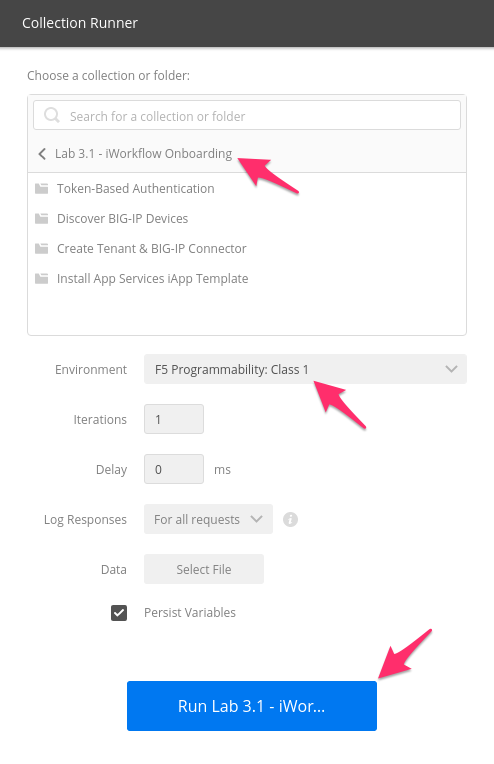 Collection Runner
Choose a collection or folder:
Search for a collection or folder
Lab 3.1 - iWorkflow Onboarding
Token-Based Authentication
Discover BIG-IP Devices
Create Tenant & BIG-IP Connector
Install App Services iApp Template
Environment F5 Programmability: Class 1
Iterations 1
Delay 0 ms
Log Responses For all requests
Data Select File
Persist Variables
Run Lab 3.1 - iWor...